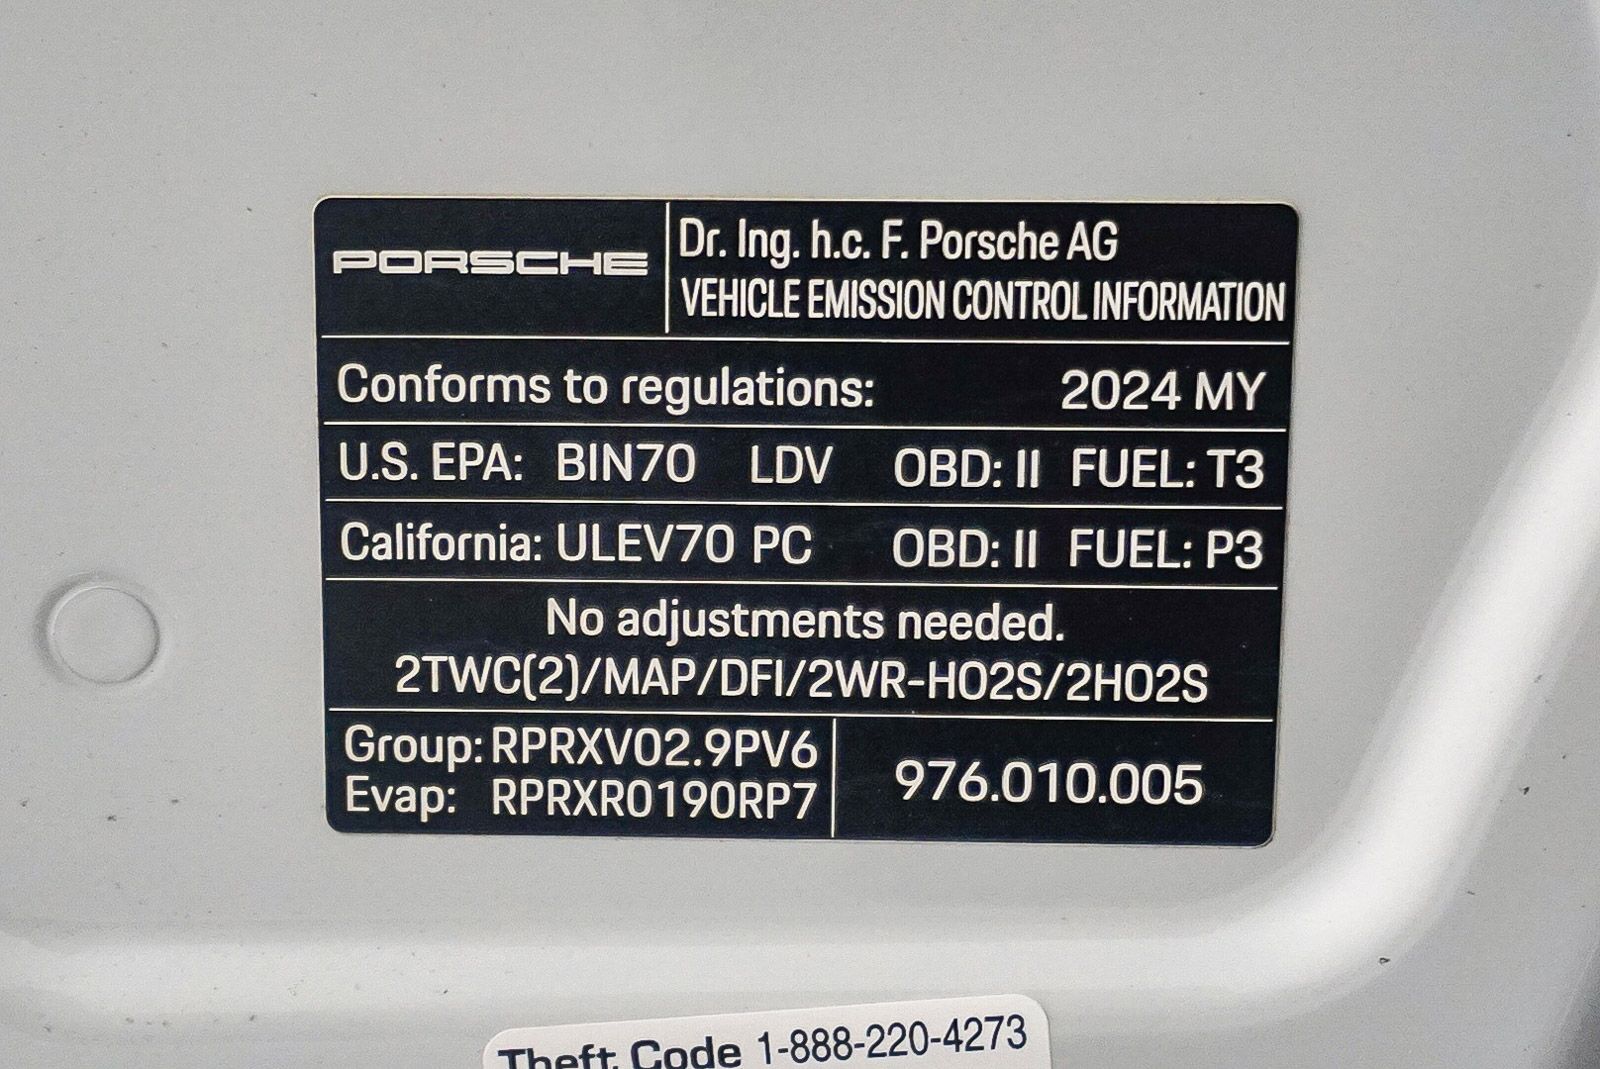 PORSCHE
Dr. Ing. h.c. F. Porsche AG
VEHICLE EMISSION CONTROL INFORMATION
Conforms to regulations: 2024 MY
U.S. EPA: BIN70 LDV OBD: II FUEL: T3
California: ULEV70 PC OBD: II FUEL: P3
No adjustments needed.
2TWC(2)/MAP/DFI/2WR-HO2S/2HO2S
Group: RPRXV02.9PV6
Evap: RPRXR0190RP7
976.010.005
Theft Code 1-888-220-4273